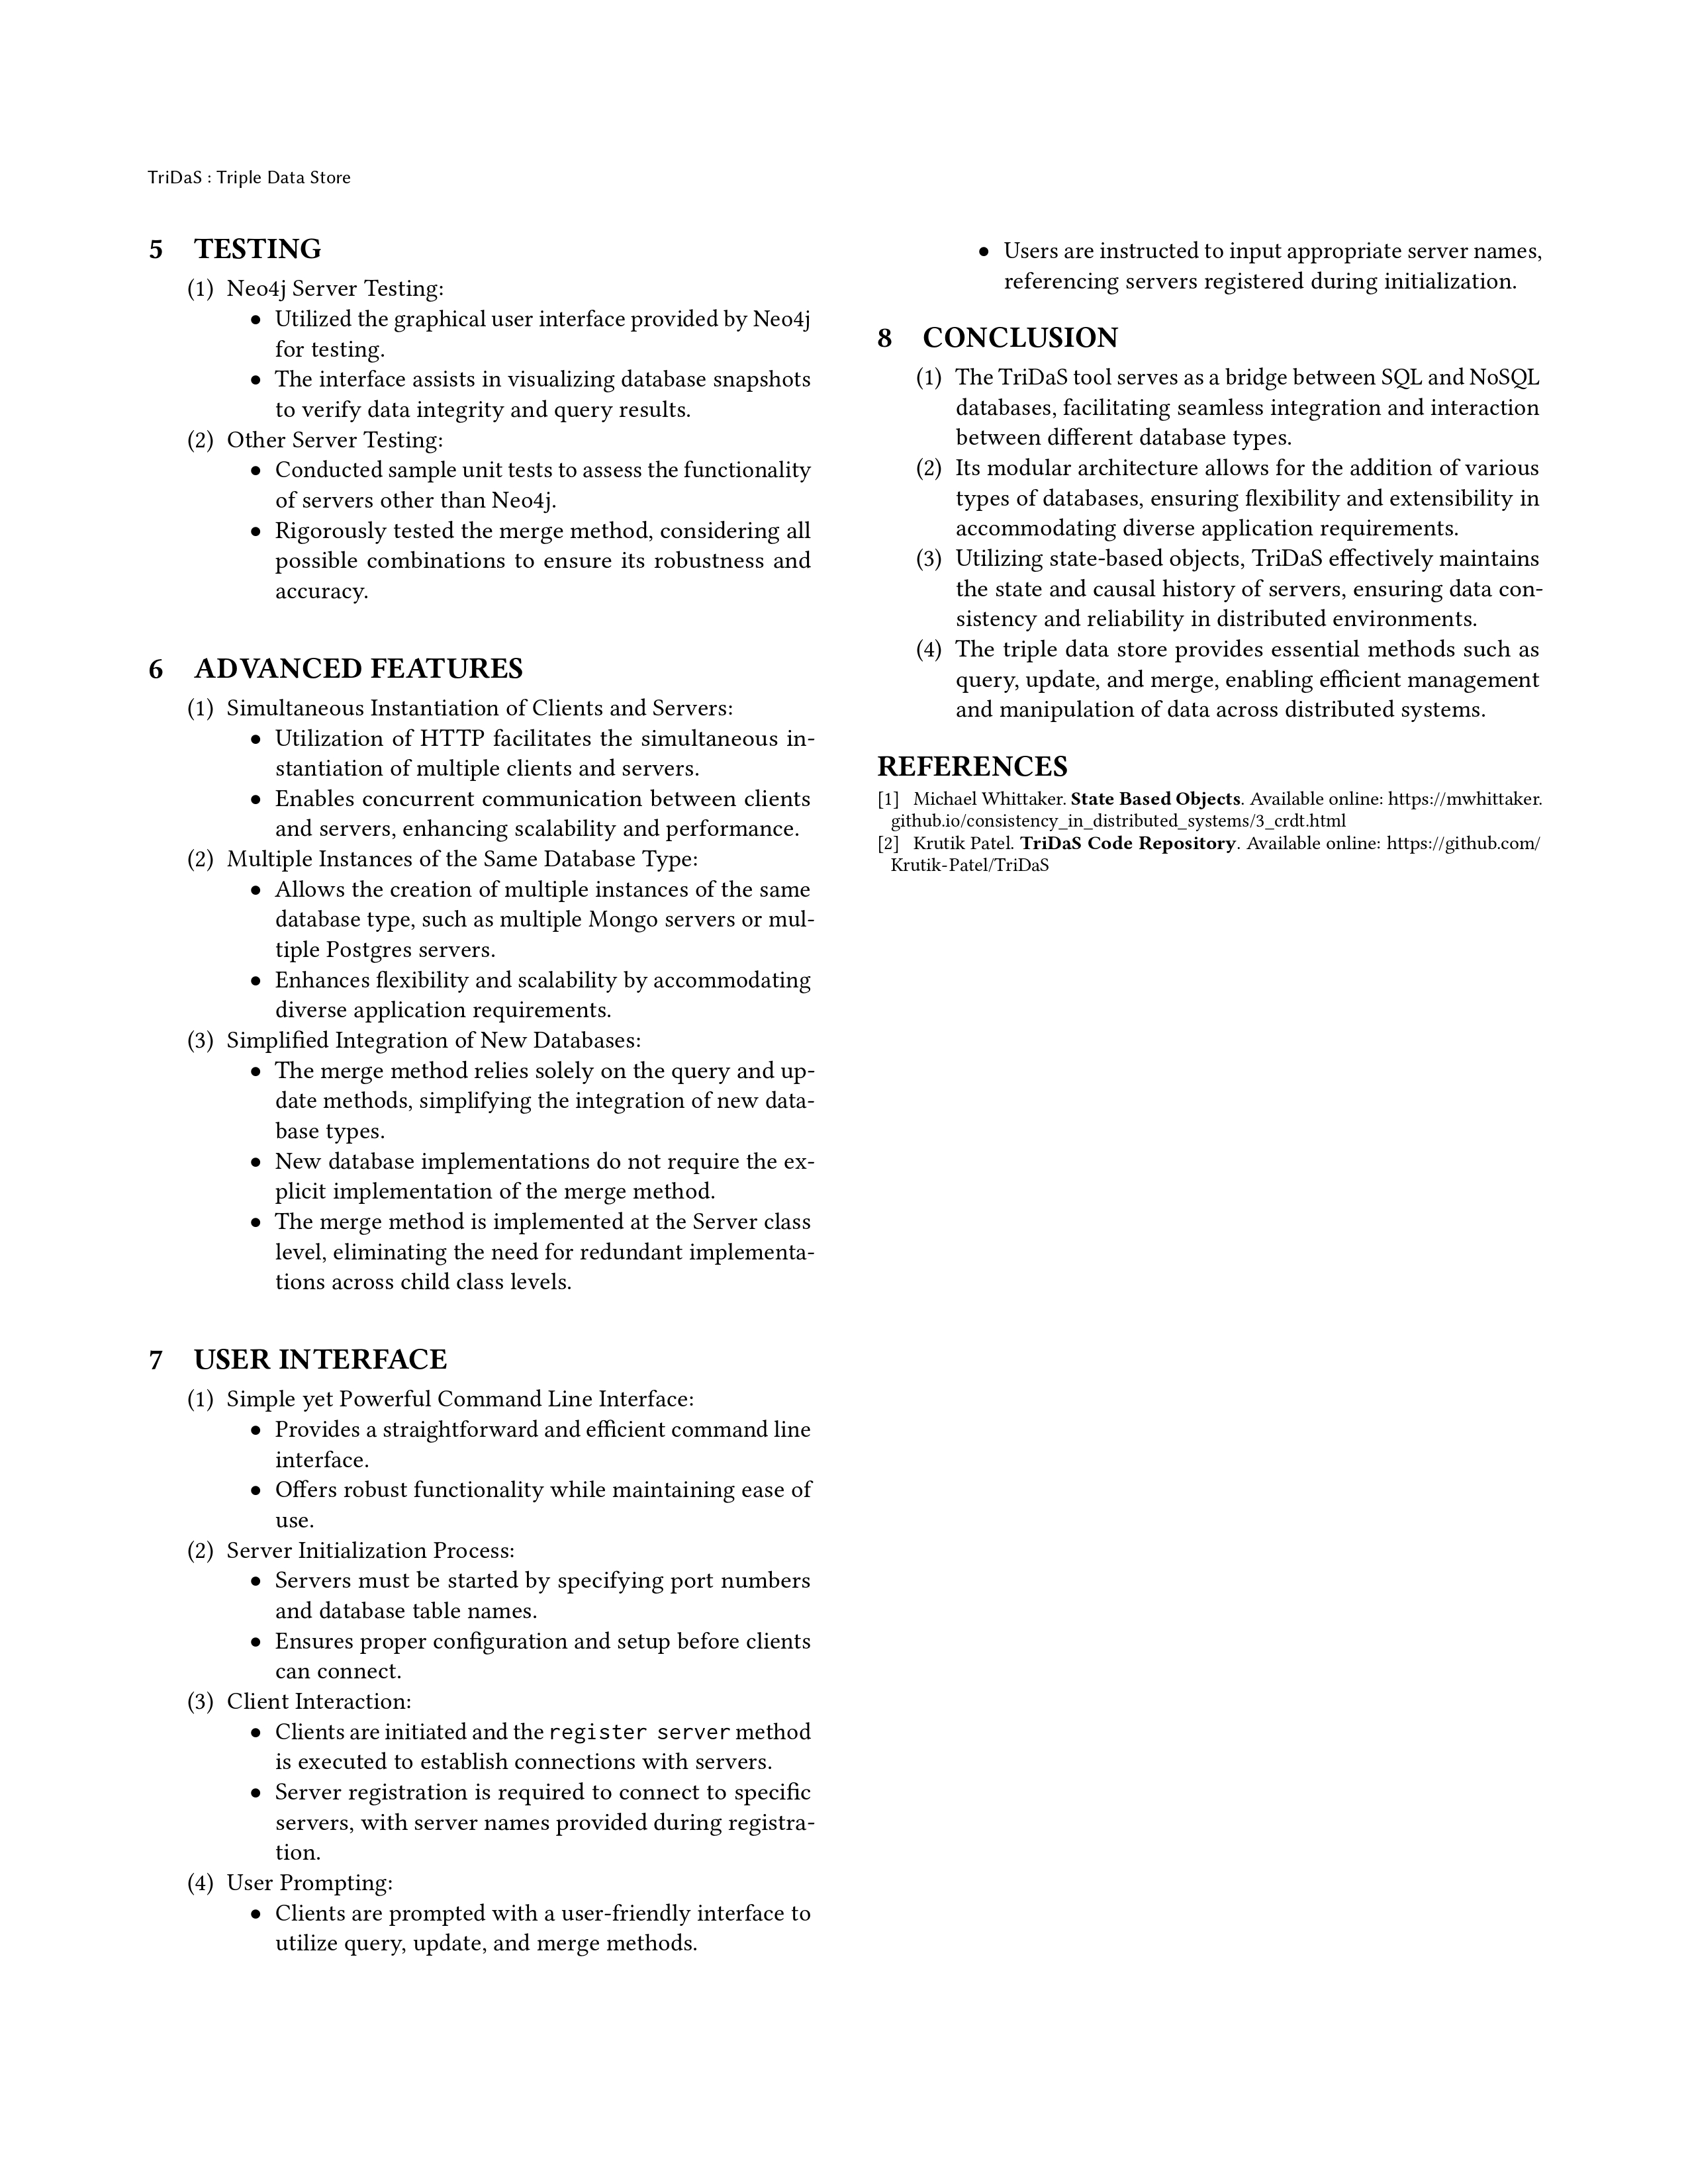 TriDaS : Triple Data Store
5 TESTING
(1) Neo4j Server Testing:
• Utilized the graphical user interface provided by Neo4j
for testing.
• The interface assists in visualizing database snapshots
to verify data integrity and query results.
(2) Other Server Testing:
• Conducted sample unit tests to assess the functionality
of servers other than Neo4j.
• Rigorously tested the merge method, considering all
possible combinations to ensure its robustness and
accuracy.
6 ADVANCED FEATURES
(1) Simultaneous Instantiation of Clients and Servers:
• Utilization of HTTP facilitates the simultaneous in-
stantiation of multiple clients and servers.
• Enables concurrent communication between clients
and servers, enhancing scalability and performance.
(2) Multiple Instances of the Same Database Type:
• Allows the creation of multiple instances of the same
database type, such as multiple Mongo servers or mul-
tiple Postgres servers.
• Enhances flexibility and scalability by accommodating
diverse application requirements.
(3) Simplified Integration of New Databases:
• The merge method relies solely on the query and up-
date methods, simplifying the integration of new data-
base types.
• New database implementations do not require the ex-
plicit implementation of the merge method.
• The merge method is implemented at the Server class
level, eliminating the need for redundant implementa-
tions across child class levels.
7 USER INTERFACE
(1) Simple yet Powerful Command Line Interface:
• Provides a straightforward and efficient command line
interface.
• Offers robust functionality while maintaining ease of
use.
(2) Server Initialization Process:
• Servers must be started by specifying port numbers
and database table names.
• Ensures proper configuration and setup before clients
can connect.
(3) Client Interaction:
• Clients are initiated and the register server method
is executed to establish connections with servers.
• Server registration is required to connect to specific
servers, with server names provided during registra-
tion.
(4) User Prompting:
• Clients are prompted with a user-friendly interface to
utilize query, update, and merge methods.
• Users are instructed to input appropriate server names,
referencing servers registered during initialization.
8 CONCLUSION
(1) The TriDaS tool serves as a bridge between SQL and NoSQL
databases, facilitating seamless integration and interaction
between different database types.
(2) Its modular architecture allows for the addition of various
types of databases, ensuring flexibility and extensibility in
accommodating diverse application requirements.
(3) Utilizing state-based objects, TriDaS effectively maintains
the state and causal history of servers, ensuring data con-
sistency and reliability in distributed environments.
(4) The triple data store provides essential methods such as
query, update, and merge, enabling efficient management
and manipulation of data across distributed systems.
REFERENCES
[1] Michael Whittaker. State Based Objects. Available online: https://mwhittaker.
github.io/consistency_in_distributed_systems/3_crdt.html
[2] Krutik Patel. TriDaS Code Repository. Available online: https://github.com/
Krutik-Patel/TriDaS